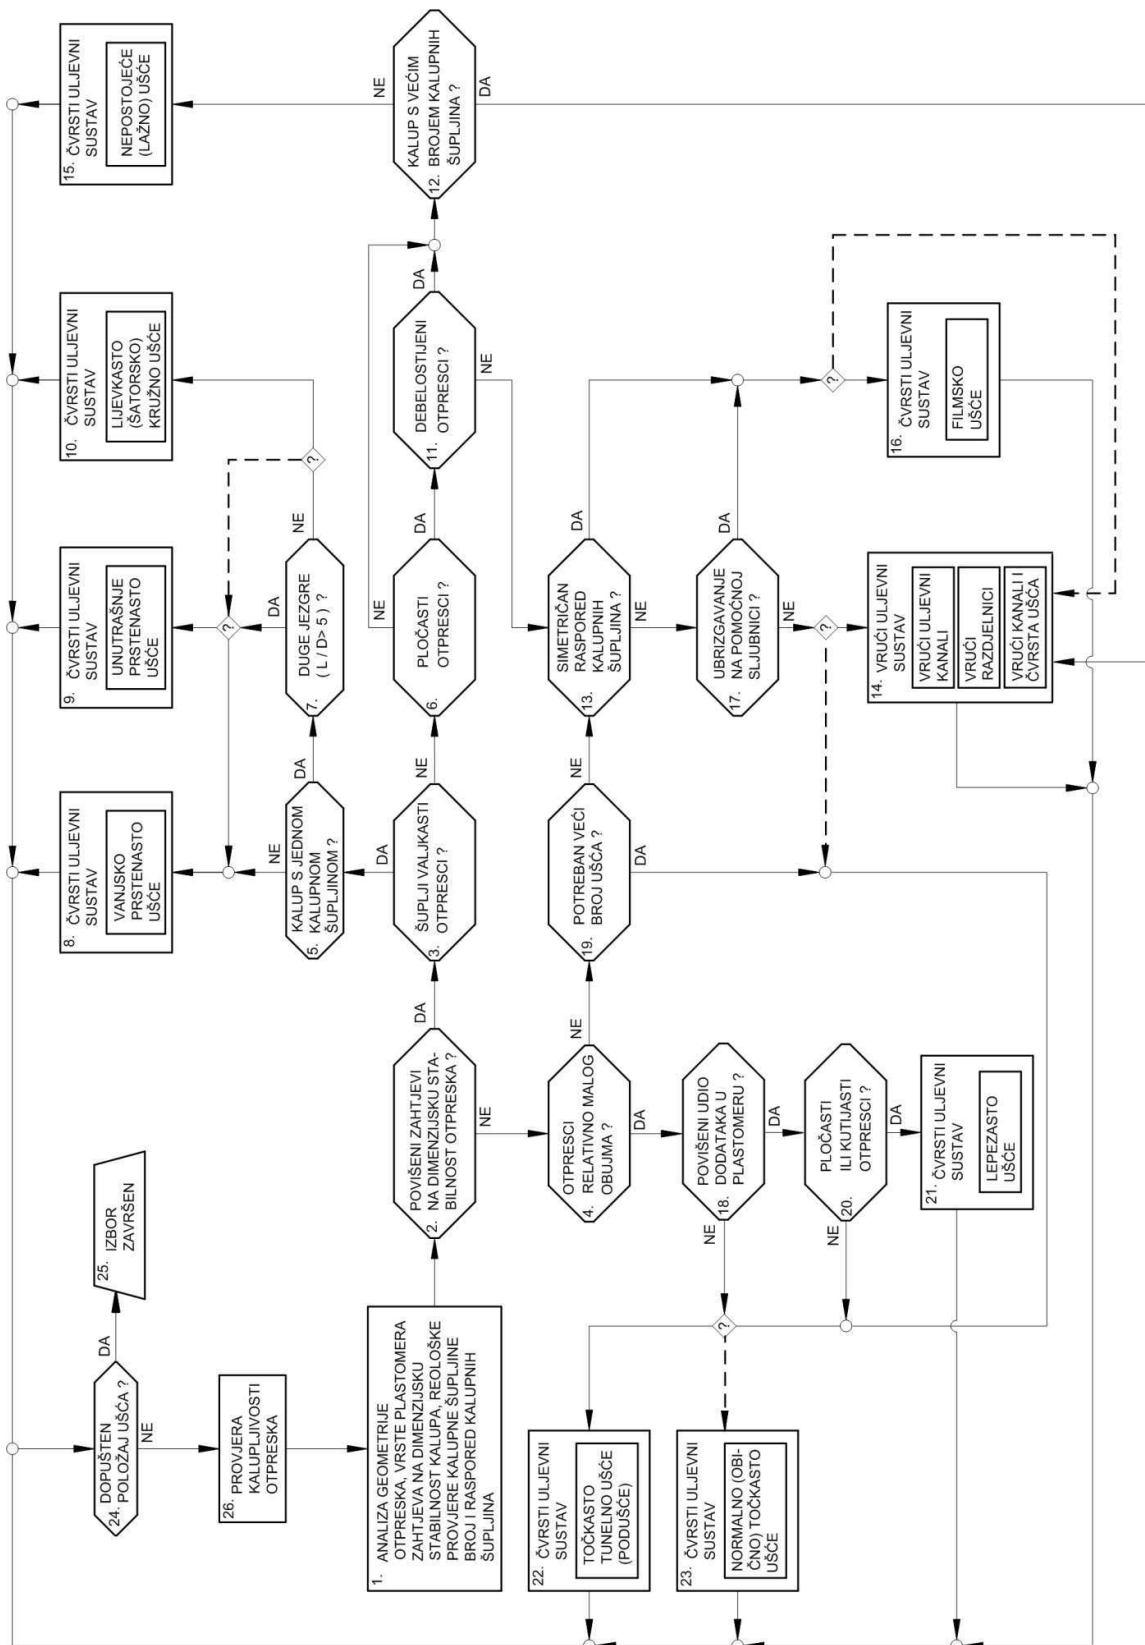 1. ANALIZA GEOMETRIJE
OTPRESKA, VRSTE PLASTOMERA
ZAHTJEVA NA DIMENZIJSKU
STABILNOST KALUPA, REOLOŠKE
PROVJERE KALUPNE ŠUPLJINE
BROJ I RASPORED KALUPNIH
ŠUPLJINA
POVIŠENI ZAHTJEVI
2. NA DIMENZIJSKU STA-
BILNOST OTPRESKA ?
DA
NE
ŠUPLJI VALJKASTI
3. OTPRESCI ?
DA
NE
OTPRESCI
4. RELATIVNO MALOG
OBUJMA ?
DA
NE
KALUP S JEDNOM
KALUPNOM
5. ŠUPLJINOM ?
NE
DA
PLOČASTI
6. OTPRESCI ?
NE
DA
DUGE JEZGRE
7. ( L / D> 5 ) ?
DA
NE
?
?
8. ČVRSTI ULJEVNI
SUSTAV
VANJSKO
PRSTENASTO
UŠĆE
9. ČVRSTI ULJEVNI
SUSTAV
UNUTRAŠNJE
PRSTENASTO
UŠĆE
10. ČVRSTI ULJEVNI
SUSTAV
LIJEVKASTO
(ŠATORSKO)
KRUŽNO UŠĆE
DEBELOSTIJENI
11. OTPRESCI ?
DA
NE
KALUP S VEĆIM
12. BROJEM KALUPNIH
ŠUPLJINA ?
NE
DA
SIMETRIČAN
RASPORED
KALUPNIH
13. ŠUPLJINA ?
DA
NE
14. VRUĆI ULJEVNI
SUSTAV
VRUĆI ULJEVNI
KANALI
VRUĆI
RAZDJELNICI
VRUĆI KANALI I
ČVRSTA UŠĆA
15. ČVRSTI ULJEVNI
SUSTAV
NEPOSTOJEĆE
(LAŽNO) UŠĆE
16. ČVRSTI ULJEVNI
SUSTAV
FILMSKO
UŠĆE
?
UBRIZGAVANJE
NA POMOĆNOJ
17. SLJUBNICI ?
DA
NE
?
POVIŠENI UDIO
DODATAKA U
18. PLASTOMERU ?
NE
DA
POTREBAN VEĆI
19. BROJ UŠĆA ?
NE
DA
PLOČASTI
ILI KUTIJASTI
20. OTPRESCI ?
NE
DA
21. ČVRSTI ULJEVNI
SUSTAV
LEPEZASTO
UŠĆE
?
22. ČVRSTI ULJEVNI
SUSTAV
TOČKASTO
TUNELNO UŠĆE
(PODUŠĆE)
23. ČVRSTI ULJEVNI
SUSTAV
NORMALNO (OBI-
ČNO) TOČKASTO
UŠĆE
DOPUŠTEN
24. POLOŽAJ UŠĆA ?
DA
NE
25. IZBOR
ZAVRŠEN
26. PROVJERA
KALUPLJIVOSTI
OTPRESKA